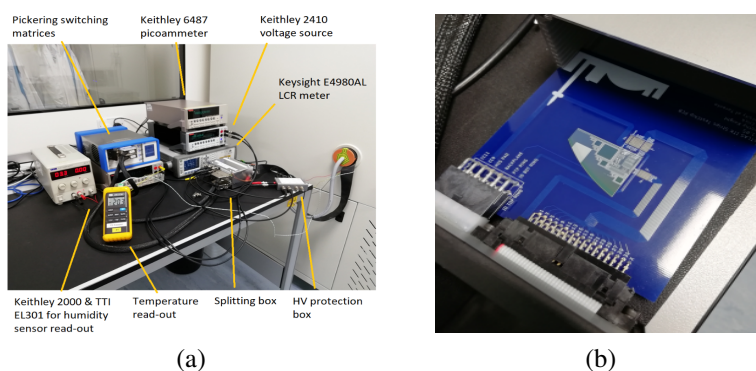 Pickering switching
matrices
Keithley 6487
picoammeter
Keithley 2410
voltage source
Keysight E4980AL
LCR meter
Keithley 2000 & TTI
EL301 for humidity
sensor read-out
Temperature
read-out
Splitting box
HV protection
box
(a)
(b)